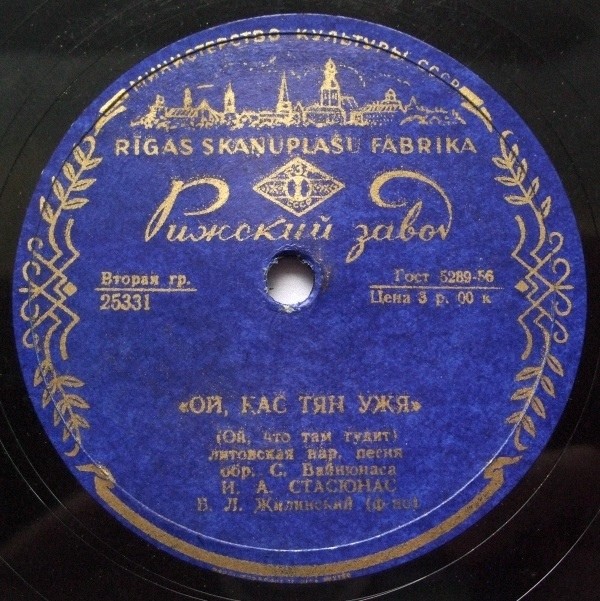 МИНИСТЕРСТВО КУЛЬТУРЫ СССР
RĪGAS SKAŅUPLAŠU FABRIKA
СССР
Рижский завод
Вторая гр.
25331
Гост 5289-56
Цена 3 р. 00 к
«ОЙ, КАС ТЯН УЖЯ»
(Ой, что там гудит)
литовская нар. песня
обр. С. Вайнюнаса
И. А. СТАСЮНАС
В. Л. Жилинский (ф-но)